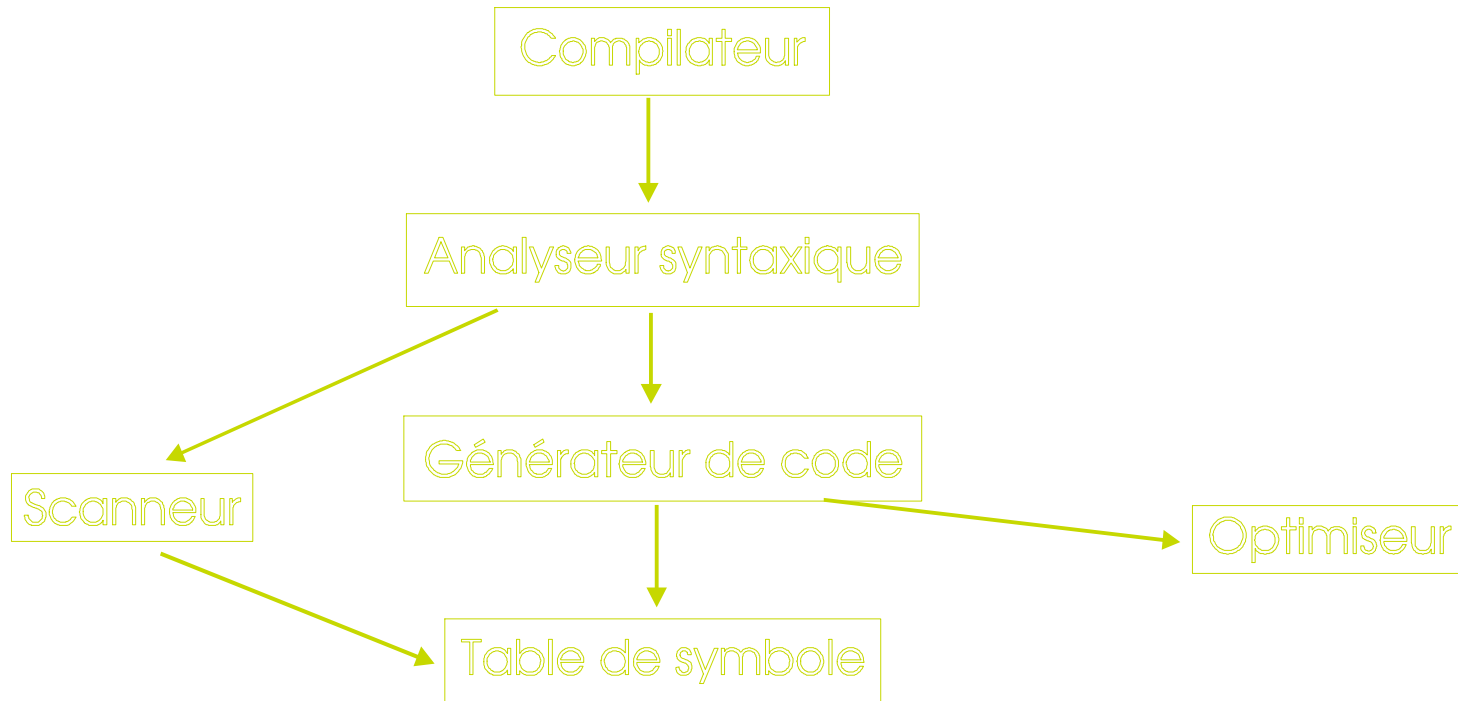 Compilateur
Analyseur syntaxique
Générateur de code
Scanneur
Optimiseur
Table de symbole